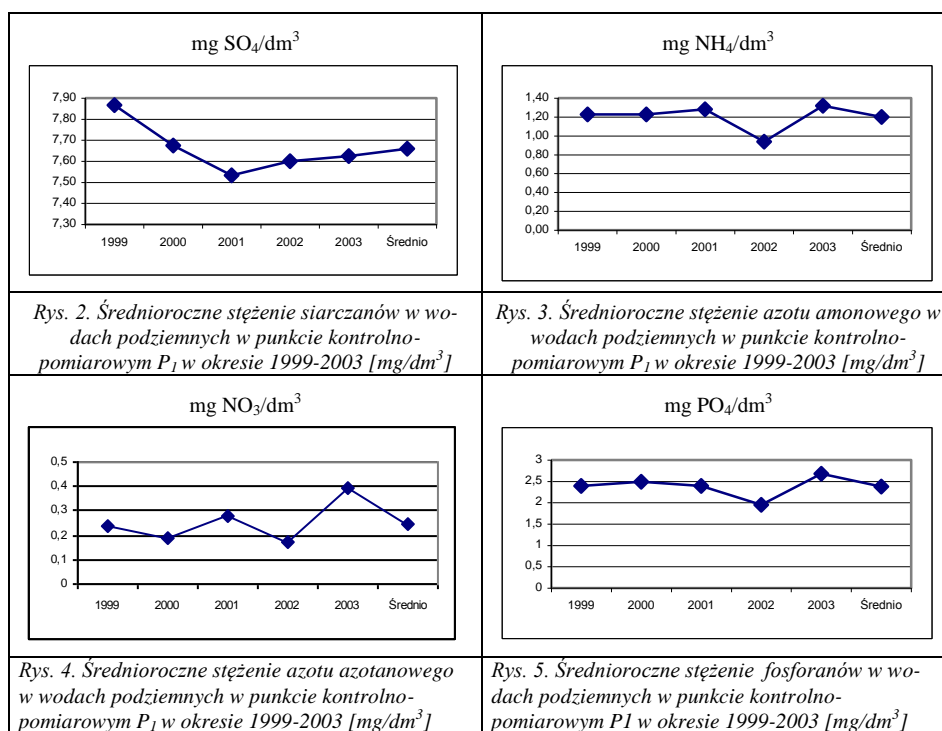 mg SO₄/dm³
7,90
7,80
7,70
7,60
7,50
7,40
7,30
1999 2000 2001 2002 2003 Średnio
Rys. 2. Średnioroczne stężenie siarczanów w wo-
dach podziemnych w punkcie kontrolno-
pomiarowym P₁ w okresie 1999-2003 [mg/dm³]
mg NH₄/dm³
1,40
1,20
1,00
0,80
0,60
0,40
0,20
0,00
1999 2000 2001 2002 2003 Średnio
Rys. 3. Średnioroczne stężenie azotu amonowego w
wodach podziemnych w punkcie kontrolno-
pomiarowym P₁ w okresie 1999-2003 [mg/dm³]
mg NO₃/dm³
0,5
0,4
0,3
0,2
0,1
0
1999 2000 2001 2002 2003 Średnio
Rys. 4. Średnioroczne stężenie azotu azotanowego
w wodach podziemnych w punkcie kontrolno-
pomiarowym P₁ w okresie 1999-2003 [mg/dm³]
mg PO₄/dm³
3
2,5
2
1,5
1
0,5
0
1999 2000 2001 2002 2003 Średnio
Rys. 5. Średnioroczne stężenie fosforanów w wo-
dach podziemnych w punkcie kontrolno-
pomiarowym P1 w okresie 1999-2003 [mg/dm³]